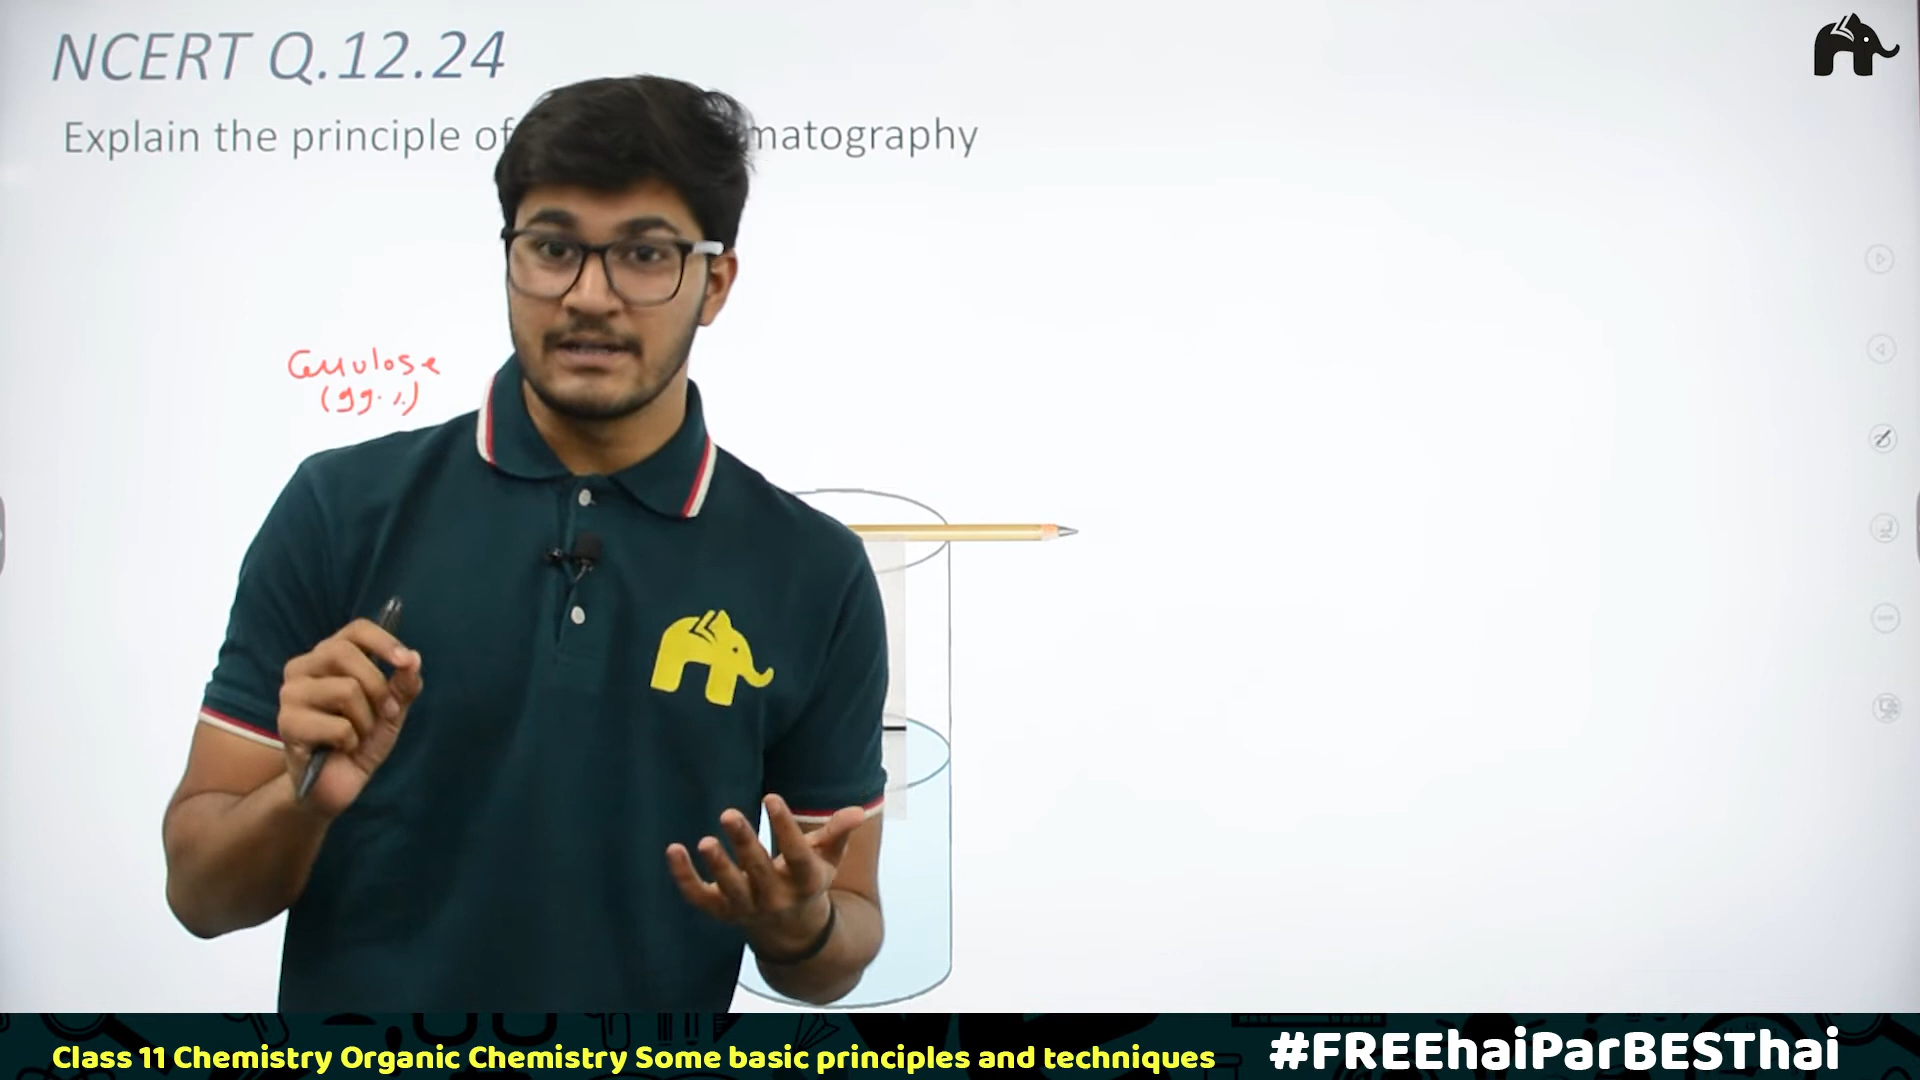 NCERT Q.12.24
Explain the principle of matography
Cellulose
(99.%)
Class 11 Chemistry Organic Chemistry Some basic principles and techniques
#FREEhaiParBESThai